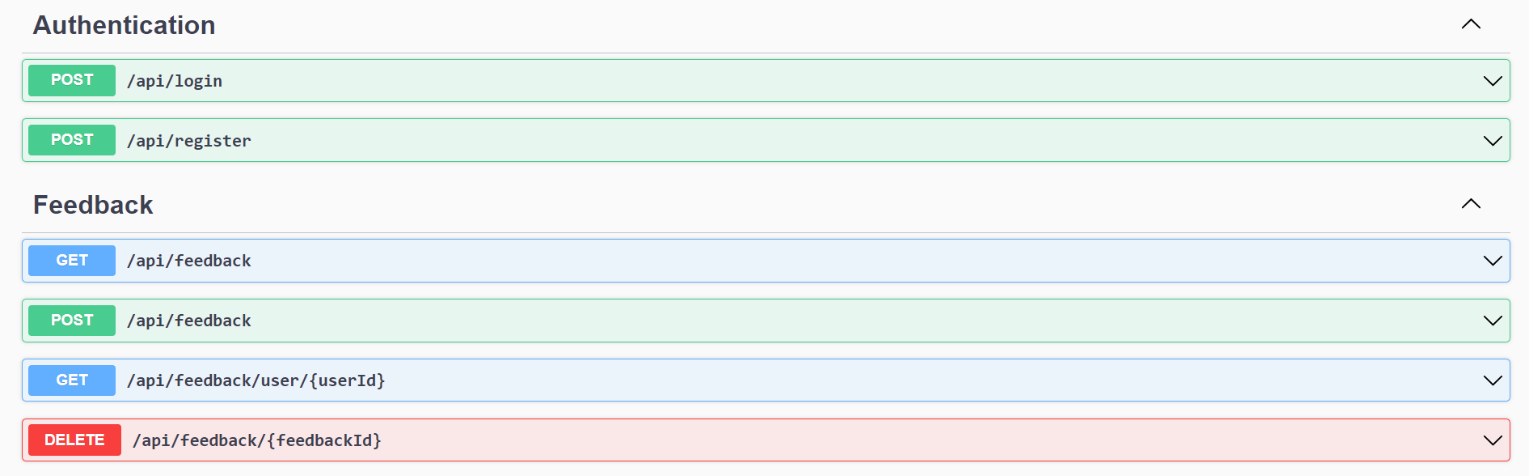 Authentication
POST /api/login
POST /api/register
Feedback
GET /api/feedback
POST /api/feedback
GET /api/feedback/user/{userId}
DELETE /api/feedback/{feedbackId}